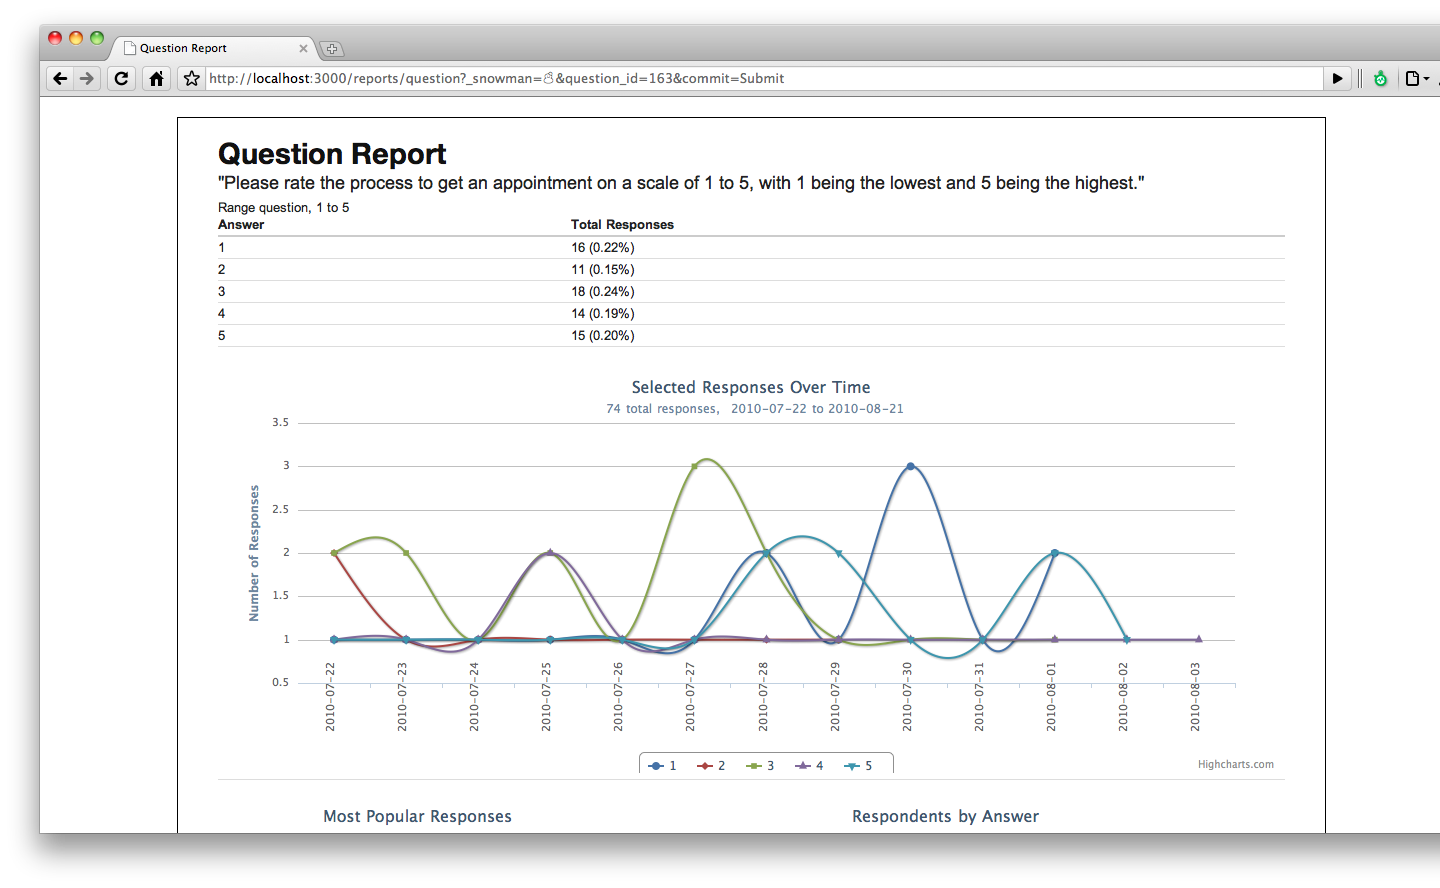 Question Report
http://localhost:3000/reports/question?_snowman=☃&question_id=163&commit=Submit
Question Report
"Please rate the process to get an appointment on a scale of 1 to 5, with 1 being the lowest and 5 being the highest."
Range question, 1 to 5
Answer Total Responses
1 16 (0.22%)
2 11 (0.15%)
3 18 (0.24%)
4 14 (0.19%)
5 15 (0.20%)
Selected Responses Over Time
74 total responses, 2010-07-22 to 2010-08-21
Number of Responses
3.5
3
2.5
2
1.5
1
0.5
2010-07-22
2010-07-23
2010-07-24
2010-07-25
2010-07-26
2010-07-27
2010-07-28
2010-07-29
2010-07-30
2010-07-31
2010-08-01
2010-08-02
2010-08-03
1 2 3 4 5
Highcharts.com
Most Popular Responses Respondents by Answer